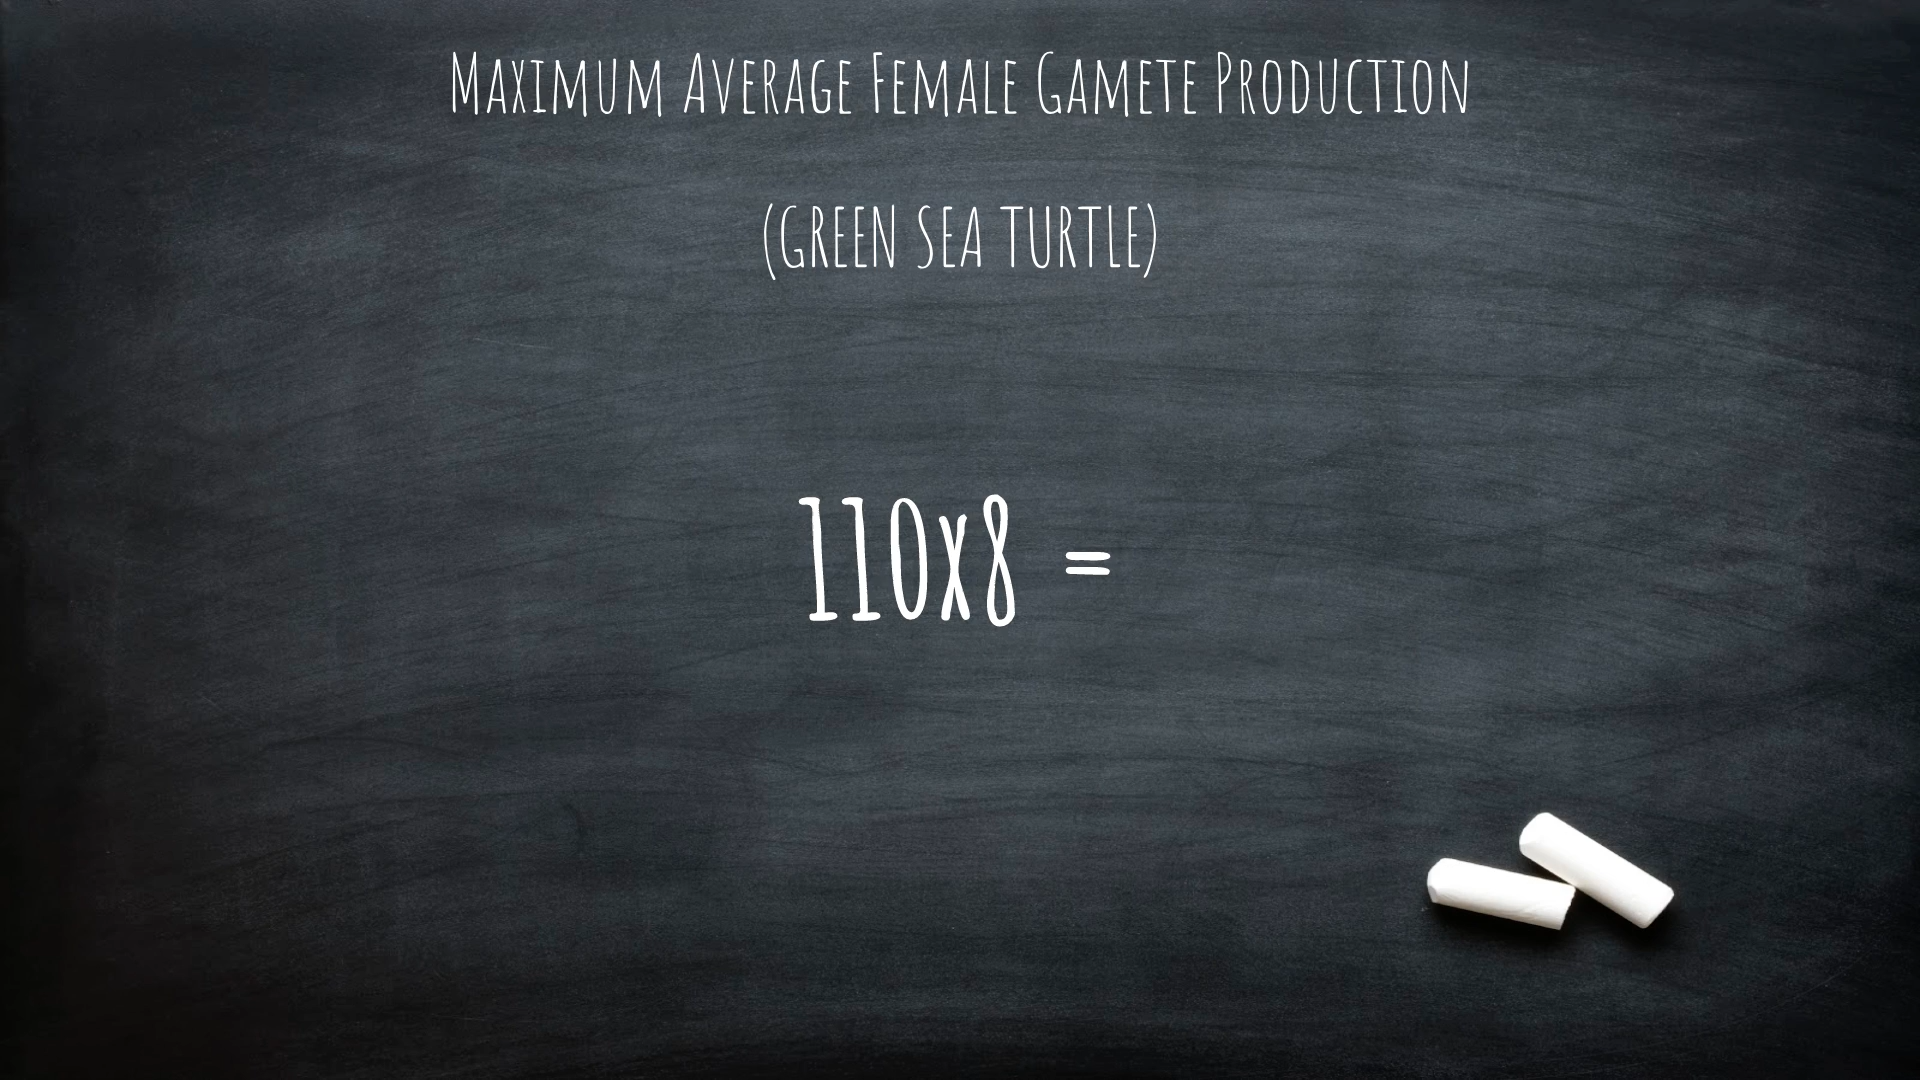 Maximum Average Female Gamete Production
(GREEN SEA TURTLE)
110x8 =